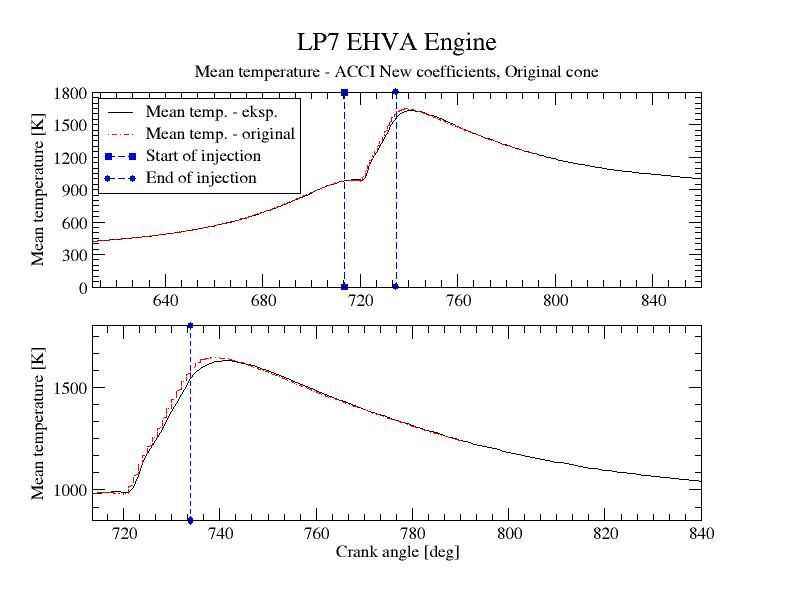 LP7 EHVA Engine
Mean temperature - ACCI New coefficients, Original cone
Mean temperature [K]
1800
1500
1200
900
600
300
0
Mean temp. - eksp.
Mean temp. - original
Start of injection
End of injection
640 680 720 760 800 840
Mean temperature [K]
1500
1000
720 740 760 780 800 820 840
Crank angle [deg]